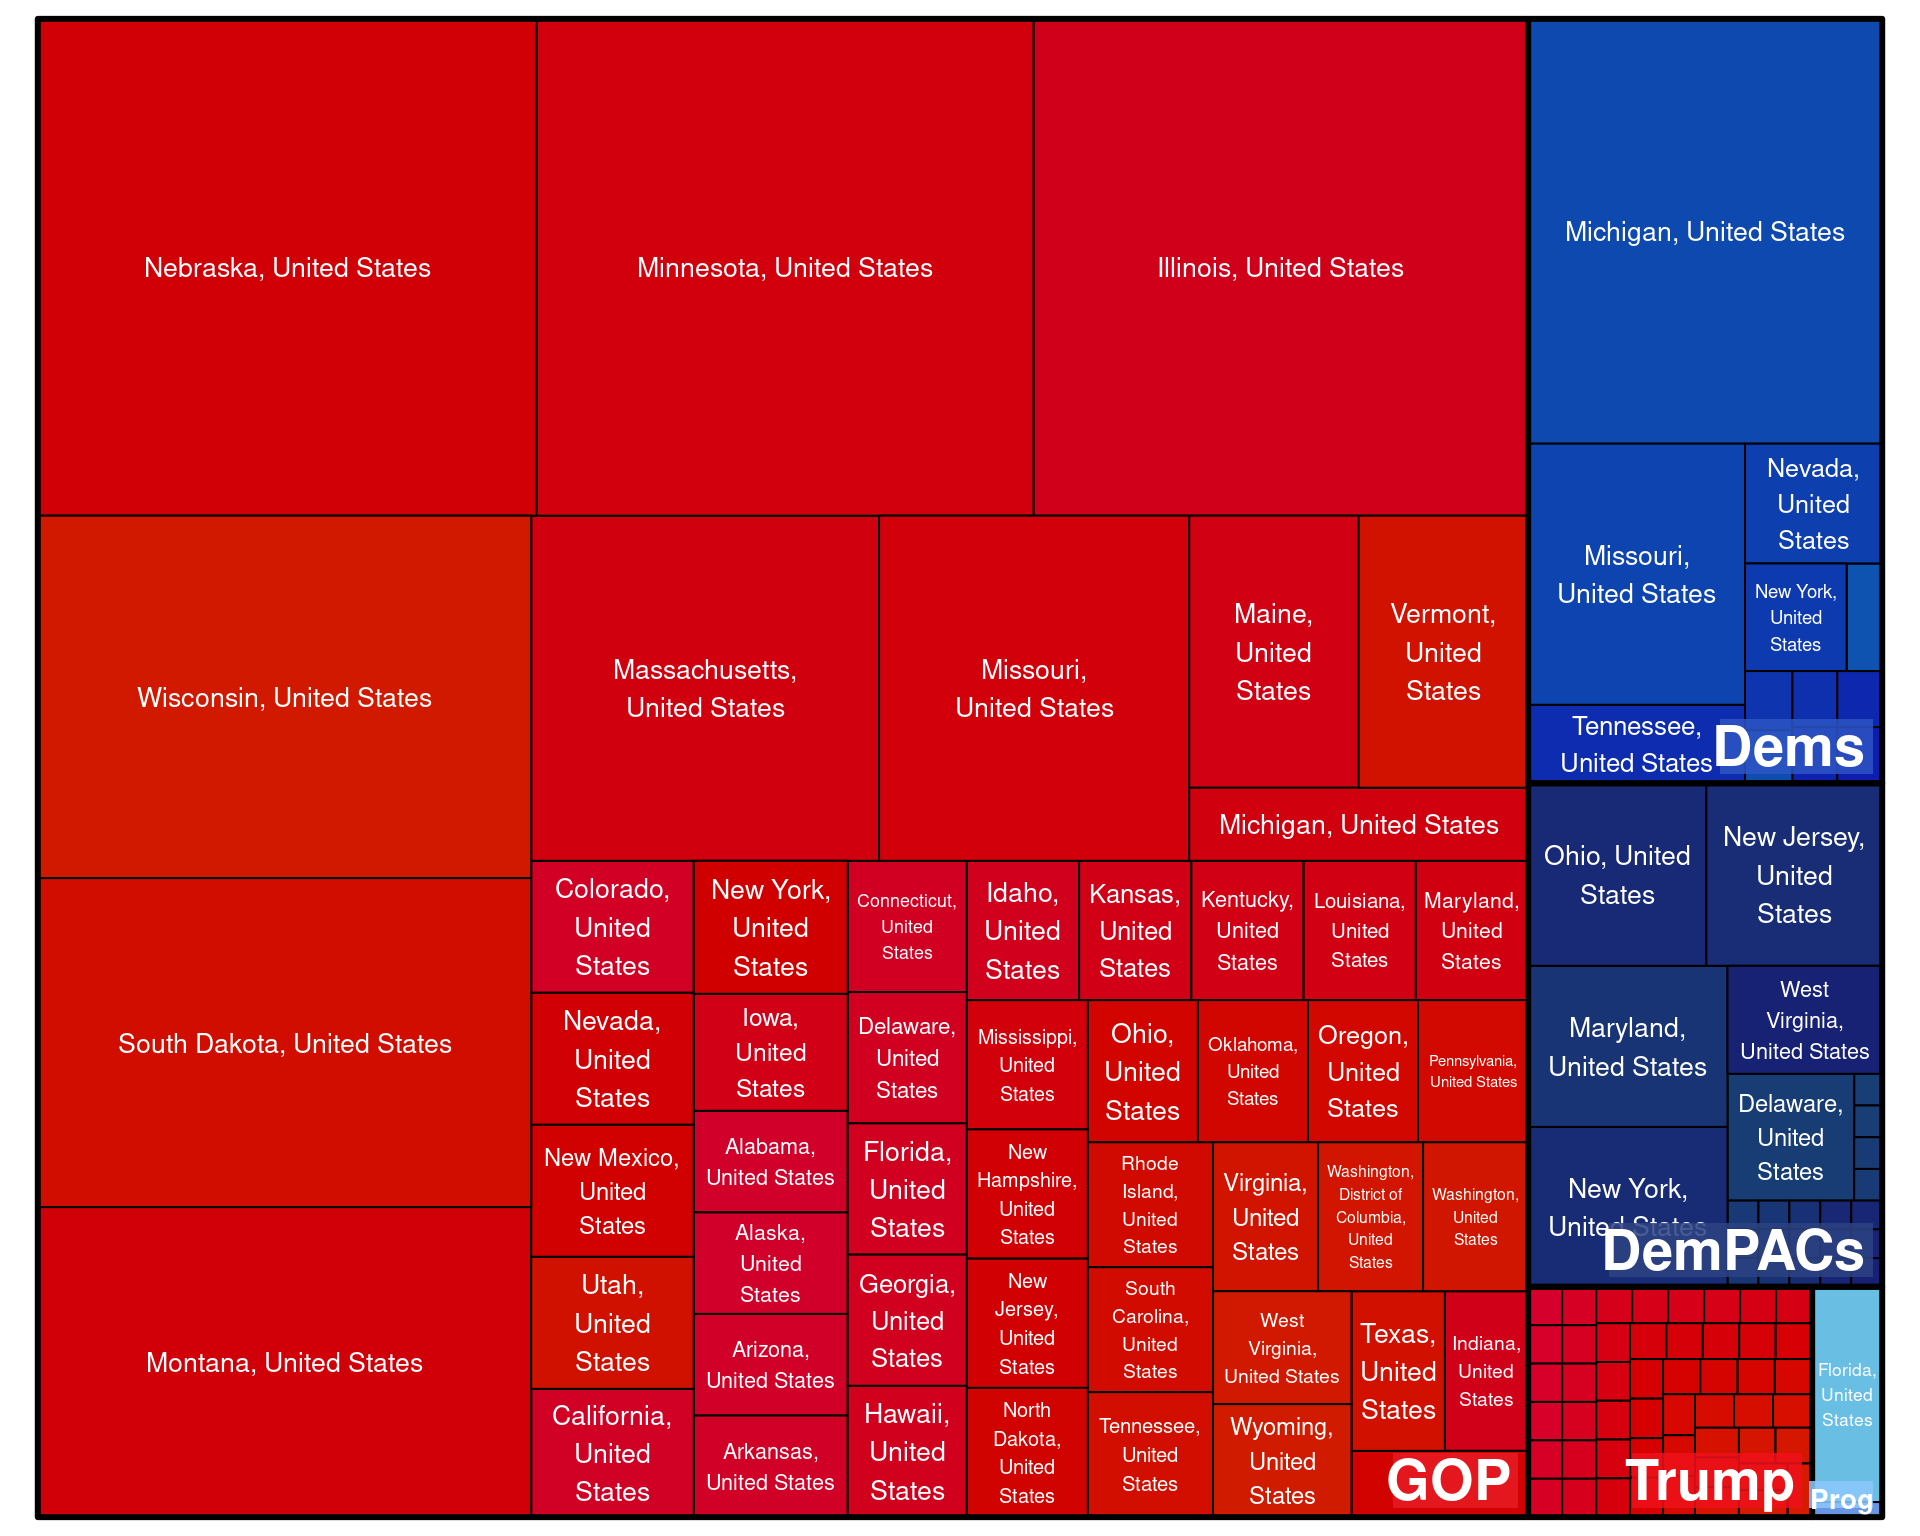 Nebraska, United States
Minnesota, United States
Illinois, United States
Wisconsin, United States
South Dakota, United States
Montana, United States
Massachusetts,
United States
Missouri,
United States
Maine,
United
States
Vermont,
United
States
Michigan, United States
Colorado,
United
States
Nevada,
United
States
New Mexico,
United
States
Utah,
United
States
California,
United
States
New York,
United
States
Iowa,
United
States
Alabama,
United States
Alaska,
United
States
Arizona,
United States
Arkansas,
United States
Connecticut,
United
States
Delaware,
United
States
Florida,
United
States
Georgia,
United
States
Hawaii,
United
States
Idaho,
United
States
Kansas,
United
States
Kentucky,
United
States
Louisiana,
United
States
Maryland,
United
States
Mississippi,
United
States
New
Hampshire,
United
States
New
Jersey,
United
States
North
Dakota,
United
States
Ohio,
United
States
Oklahoma,
United
States
Oregon,
United
States
Pennsylvania,
United States
Rhode
Island,
United
States
South
Carolina,
United
States
Tennessee,
United
States
Virginia,
United
States
Washington,
District of
Columbia,
United
States
Washington,
United
States
West
Virginia,
United States
Wyoming,
United
States
Texas,
United
States
Indiana,
United
States
GOP
Michigan, United States
Missouri,
United States
Nevada,
United
States
New York,
United
States
Tennessee,
United States
Dems
Ohio, United
States
New Jersey,
United
States
Maryland,
United States
West
Virginia,
United States
Delaware,
United
States
New York,
United States
DemPACs
Trump
Florida,
United
States
Prog